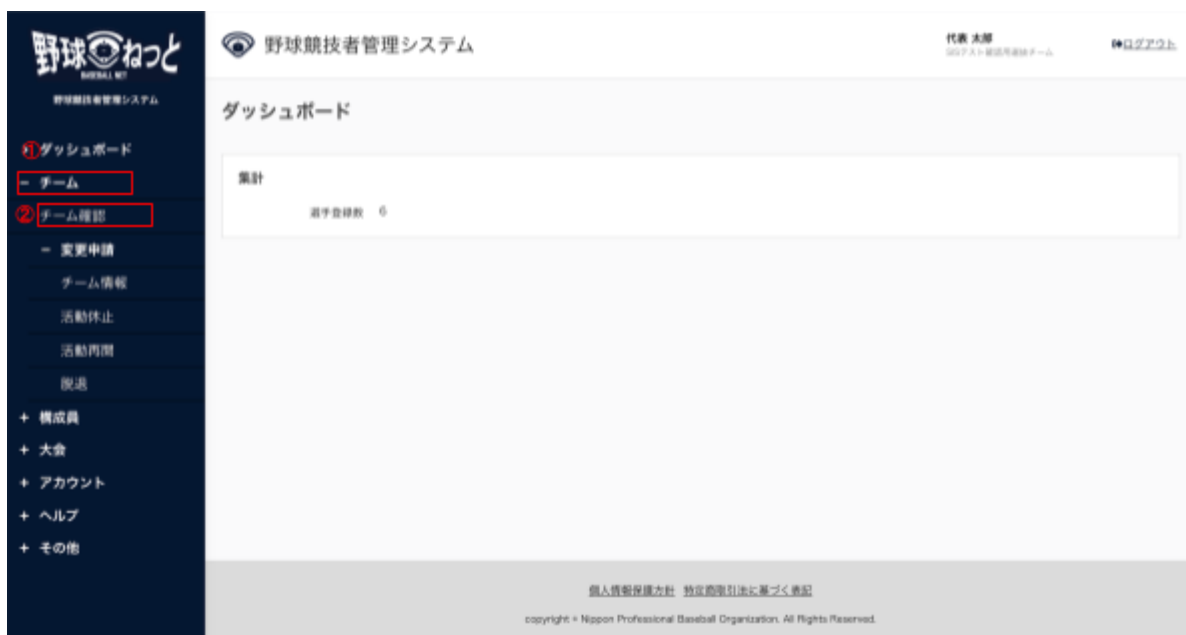 野球ねっと
BASEBALL NET
野球競技者管理システム
①ダッシュボード
− チーム
②チーム確認
− 変更申請
チーム情報
活動休止
活動再開
脱退
+ 構成員
+ 大会
+ アカウント
+ ヘルプ
+ その他
野球競技者管理システム
代表 太郎
ログアウト
ダッシュボード
集計
選手登録数 6
個人情報保護方針 特定商取引法に基づく表記
copyright © Nippon Professional Baseball Organization. All Rights Reserved.